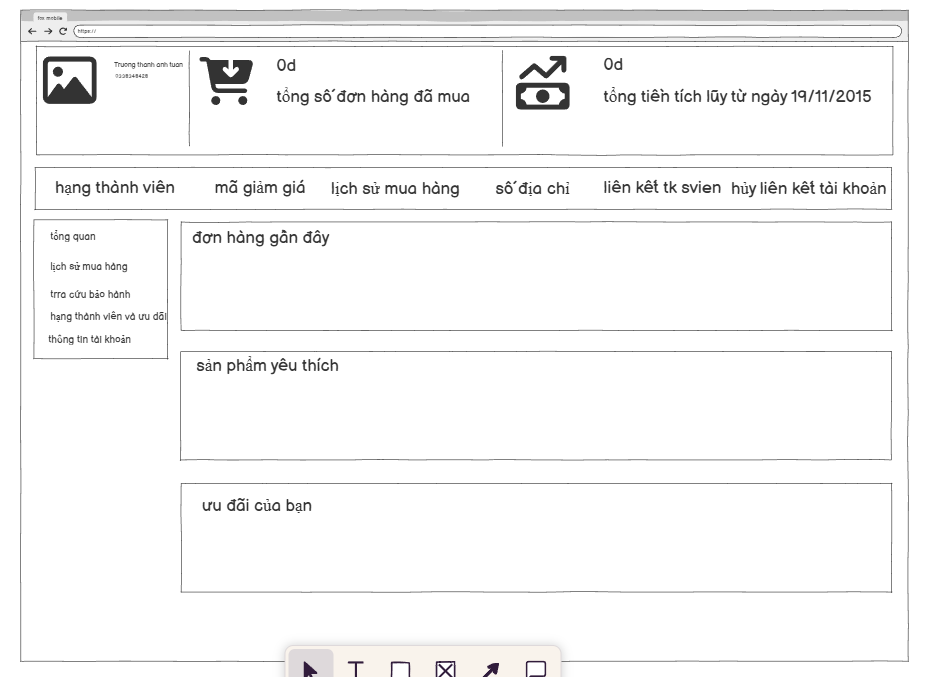 fox mobile
https://
Truong thanh anh tuan
0338348428
0đ
tổng số đơn hàng đã mua
0đ
tổng tiền tích lũy từ ngày 19/11/2015
hạng thành viên
mã giảm giá
lịch sử mua hàng
số địa chỉ
liên kết tk svien
hủy liên kết tài khoản
tổng quan
lịch sử mua hàng
trra cứu bảo hành
hạng thành viên và ưu đãi
thông tin tài khoản
đơn hàng gần đây
sản phẩm yêu thích
ưu đãi của bạn